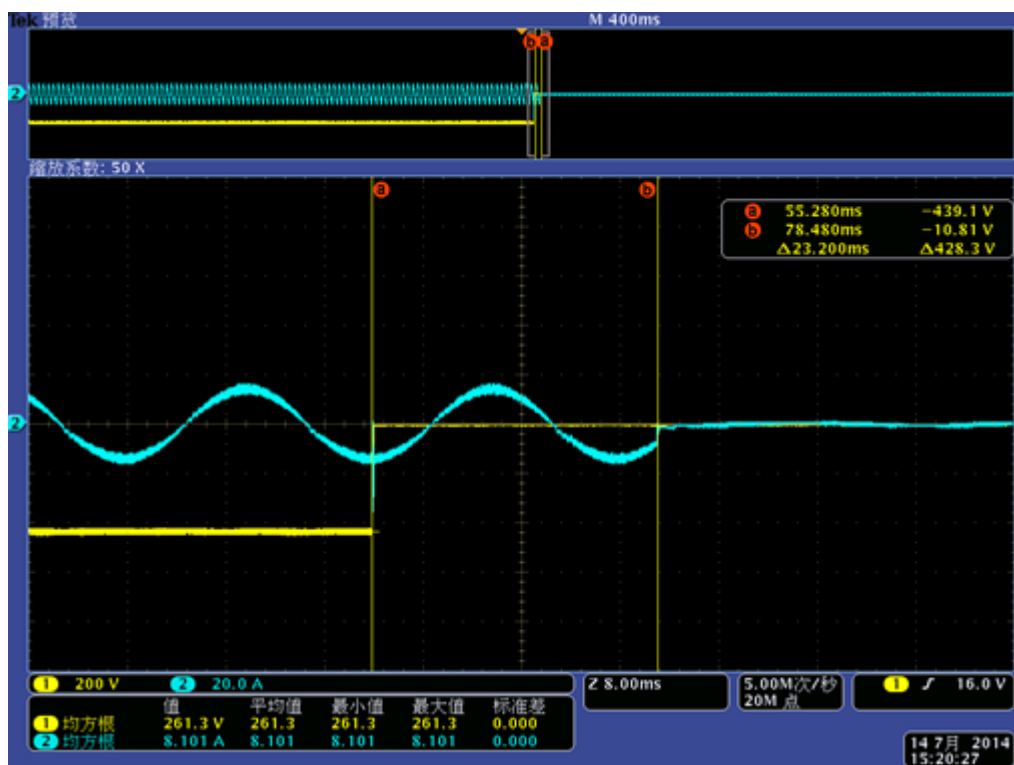 Tek 预览 M 400ms
b a
2
缩放系数: 50 X
a b
a 55.280ms −439.1 V
b 78.480ms −10.81 V
Δ23.200ms Δ428.3 V
2
1 200 V 2 20.0 A Z 8.00ms 5.00M次/秒 1 ʃ 16.0 V
20M 点
值 平均值 最小值 最大值 标准差
1 均方根 261.3 V 261.3 261.3 261.3 0.000
2 均方根 8.101 A 8.101 8.101 8.101 0.000
14 7月 2014
15:20:27